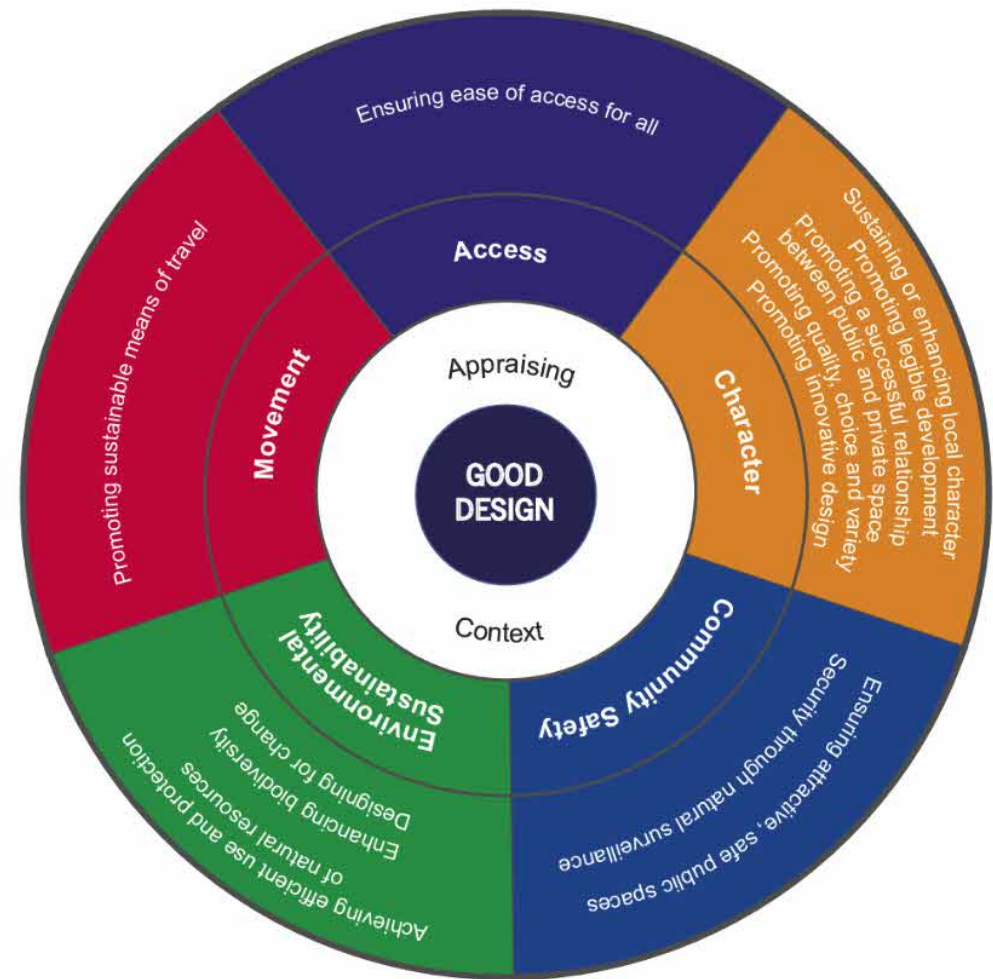 Ensuring ease of access for all
Access
Sustaining or enhancing local character
Promoting legible development
Promoting a successful relationship
between public and private space
Promoting quality, choice and variety
Promoting innovative design
Character
Ensuring attractive, safe public spaces
Security through natural surveillance
Community Safety
Achieving efficient use and protection
of natural resources
Enhancing biodiversity
Designing for change
Environmental
Sustainability
Promoting sustainable means of travel
Movement
Appraising
GOOD
DESIGN
Context